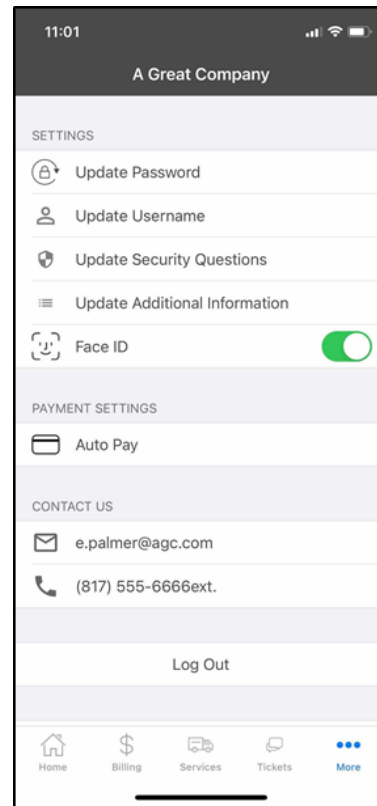 11:01
A Great Company
SETTINGS
Update Password
Update Username
Update Security Questions
Update Additional Information
Face ID
PAYMENT SETTINGS
Auto Pay
CONTACT US
e.palmer@agc.com
(817) 555-6666ext.
Log Out
Home Billing Services Tickets More